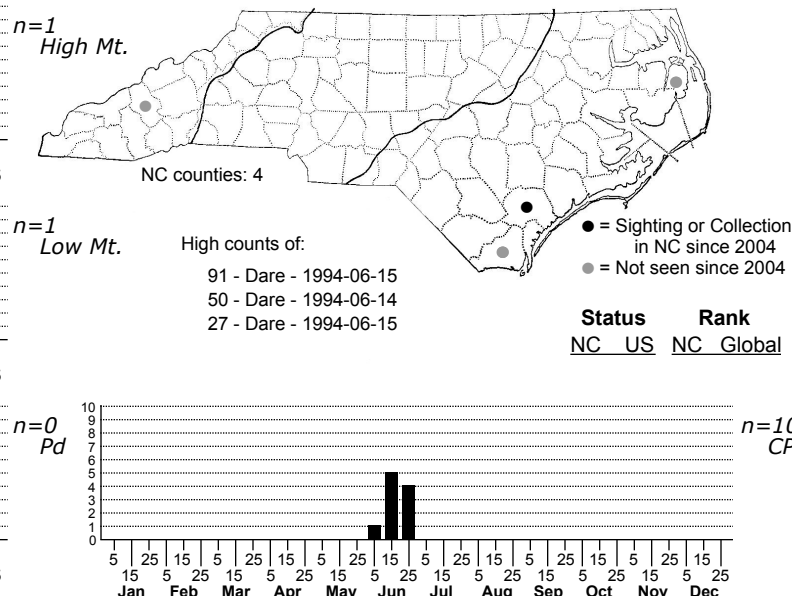 n=1
High Mt.
NC counties: 4
n=1
Low Mt.
High counts of:
91 - Dare - 1994-06-15
50 - Dare - 1994-06-14
27 - Dare - 1994-06-15
= Sighting or Collection
in NC since 2004
= Not seen since 2004
Status Rank
NC US NC Global
n=0
Pd
10
9
8
7
6
5
4
3
2
1
0
n=10
CP
5 25 15 5 25 15 5 25 15 5 25 15 5 25 15 5 25 15
15 5 25 15 5 25 15 5 25 15 5 25 15 5 25 15 5 25
Jan Feb Mar Apr May Jun Jul Aug Sep Oct Nov Dec